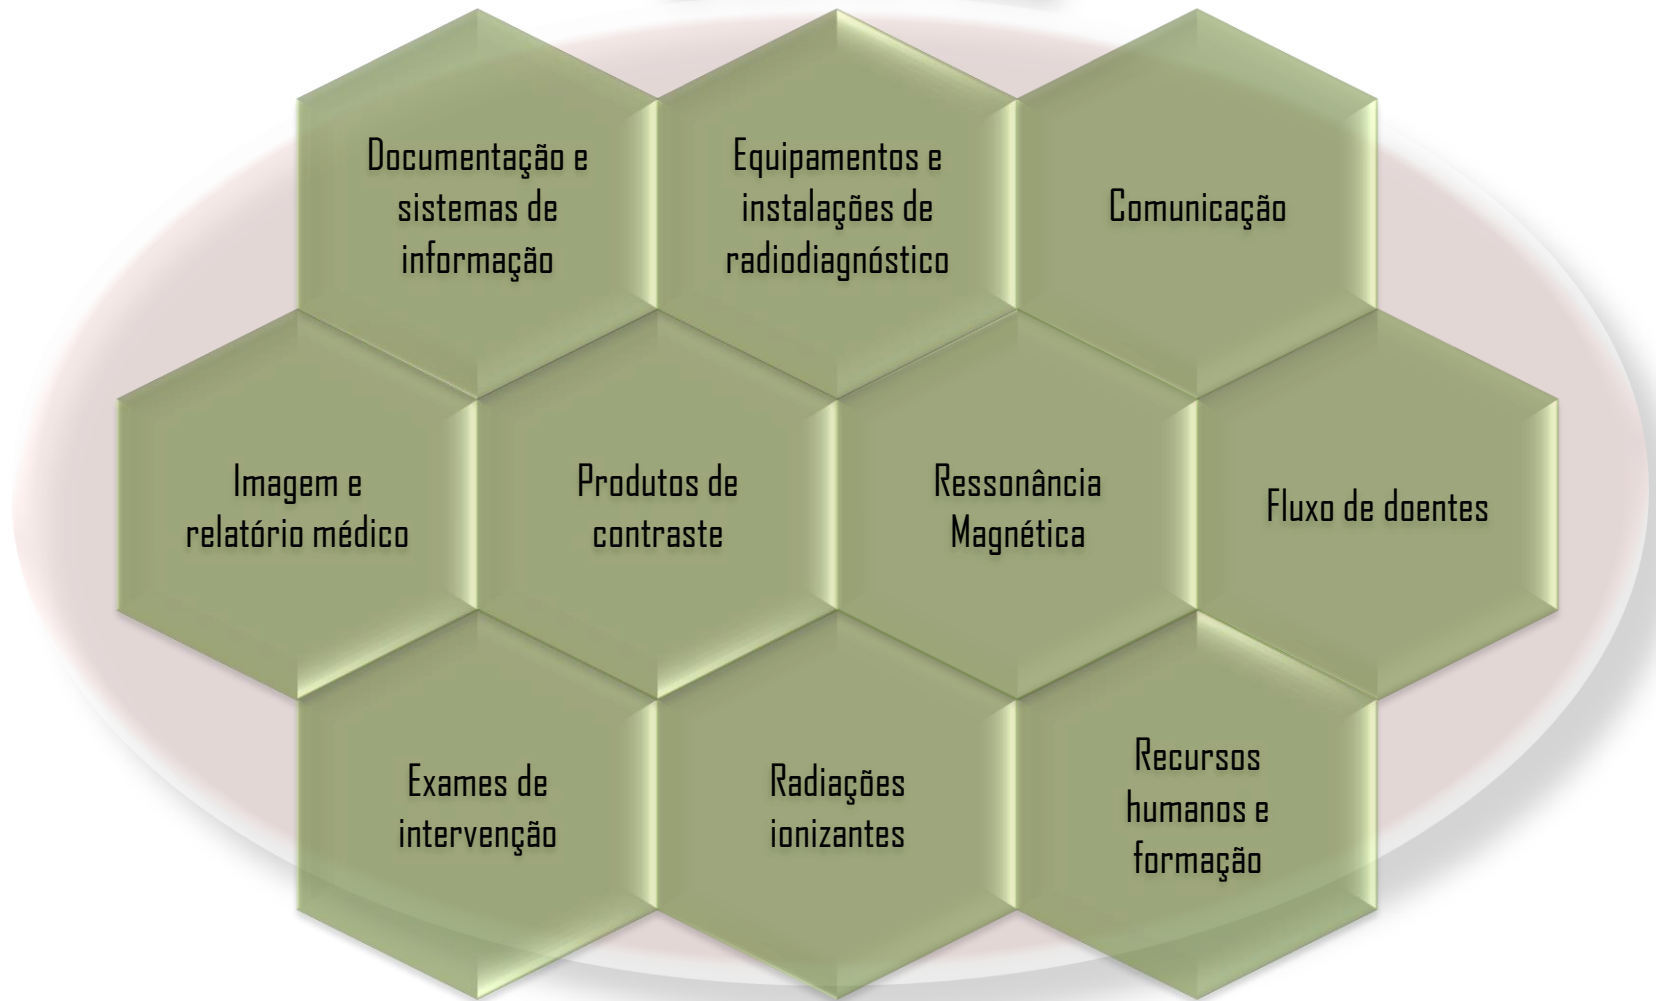 Documentação e
sistemas de
informação
Equipamentos e
instalações de
radiodiagnóstico
Comunicação
Imagem e
relatório médico
Produtos de
contraste
Ressonância
Magnética
Fluxo de doentes
Exames de
intervenção
Radiações
ionizantes
Recursos
humanos e
formação